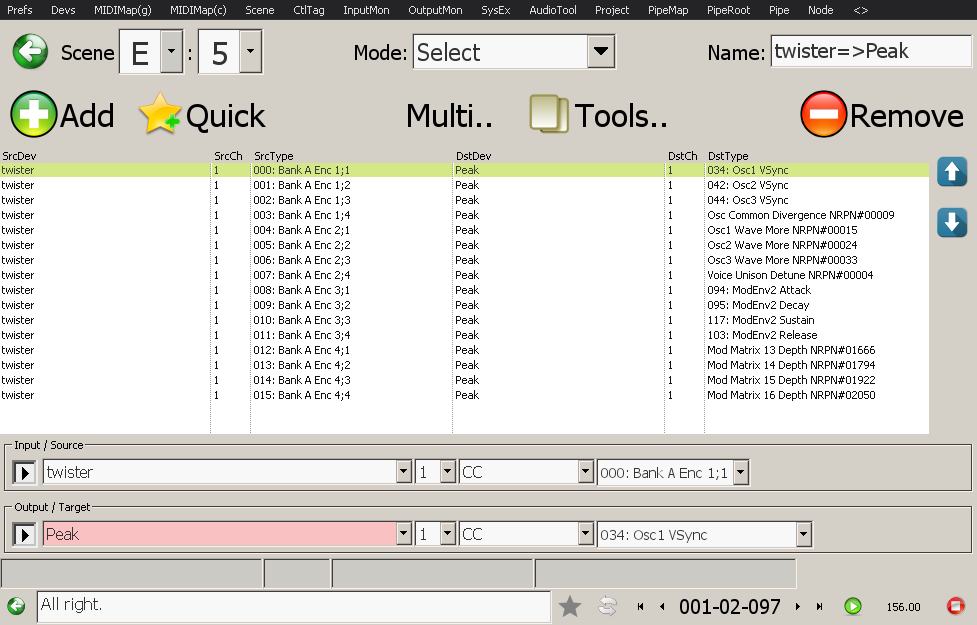 Prefs Devs MIDIMap(g) MIDIMap(c) Scene CtlTag InputMon OutputMon SysEx AudioTool Project PipeMap PipeRoot Pipe Node <>
Scene E : 5 Mode: Select Name: twister=>Peak
Add Quick Multi.. Tools.. Remove
SrcDev SrcCh SrcType DstDev DstCh DstType
twister 1 000: Bank A Enc 1;1 Peak 1 034: Osc1 VSync
twister 1 001: Bank A Enc 1;2 Peak 1 042: Osc2 VSync
twister 1 002: Bank A Enc 1;3 Peak 1 044: Osc3 VSync
twister 1 003: Bank A Enc 1;4 Peak 1 Osc Common Divergence NRPN#00009
twister 1 004: Bank A Enc 2;1 Peak 1 Osc1 Wave More NRPN#00015
twister 1 005: Bank A Enc 2;2 Peak 1 Osc2 Wave More NRPN#00024
twister 1 006: Bank A Enc 2;3 Peak 1 Osc3 Wave More NRPN#00033
twister 1 007: Bank A Enc 2;4 Peak 1 Voice Unison Detune NRPN#00004
twister 1 008: Bank A Enc 3;1 Peak 1 094: ModEnv2 Attack
twister 1 009: Bank A Enc 3;2 Peak 1 095: ModEnv2 Decay
twister 1 010: Bank A Enc 3;3 Peak 1 117: ModEnv2 Sustain
twister 1 011: Bank A Enc 3;4 Peak 1 103: ModEnv2 Release
twister 1 012: Bank A Enc 4;1 Peak 1 Mod Matrix 13 Depth NRPN#01666
twister 1 013: Bank A Enc 4;2 Peak 1 Mod Matrix 14 Depth NRPN#01794
twister 1 014: Bank A Enc 4;3 Peak 1 Mod Matrix 15 Depth NRPN#01922
twister 1 015: Bank A Enc 4;4 Peak 1 Mod Matrix 16 Depth NRPN#02050
Input / Source
twister 1 CC 000: Bank A Enc 1;1
Output / Target
Peak 1 CC 034: Osc1 VSync
All right. 001-02-097 156.00